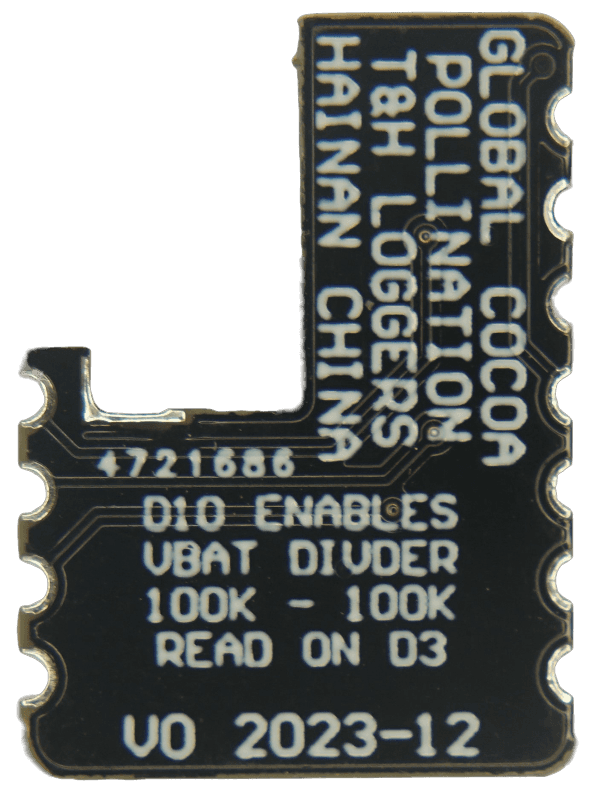 GLOBAL COCOA
POLLINATION
T&H LOGGERS
HAINAN CHINA
4721686
D10 ENABLES
VBAT DIVDER
100K - 100K
READ ON D3
V0 2023-12